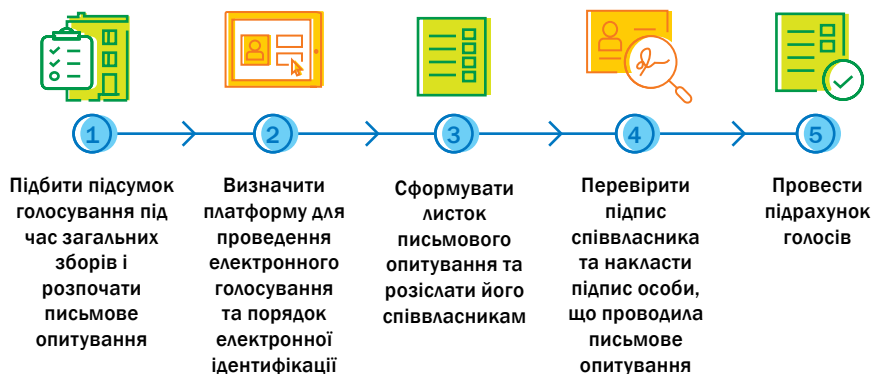 1
2
3
4
5
Підбити підсумок
голосування під
час загальних
зборів і
розпочати
письмове
опитування
Визначити
платформу для
проведення
електронного
голосування
та порядок
електронної
ідентифікації
Сформувати
листок
письмового
опитування та
розіслати його
співвласникам
Перевірити
підпис
співвласника
та накласти
підпис особи,
що проводила
письмове
опитування
Провести
підрахунок
голосів